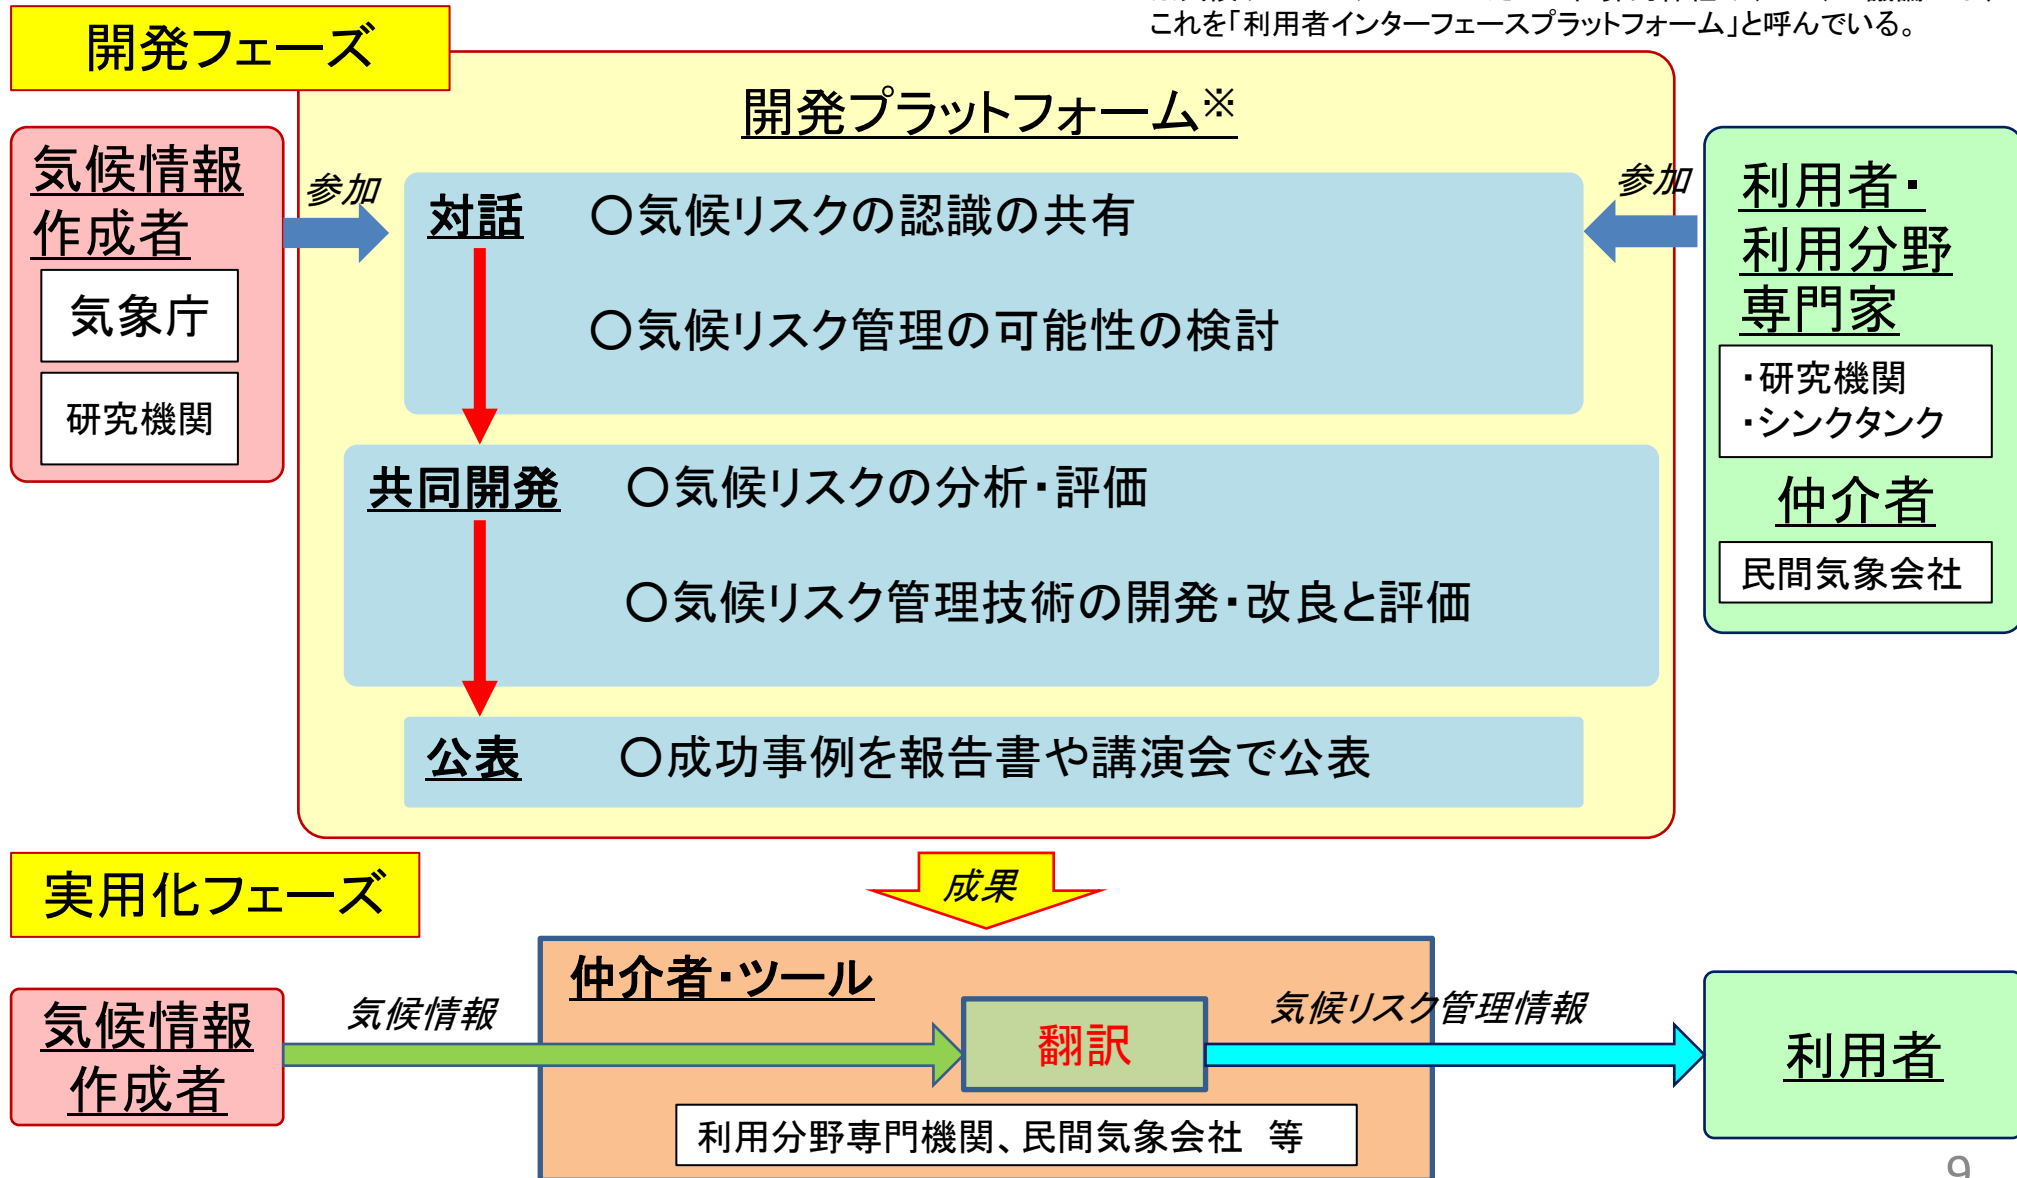 これを「利用者インターフェースプラットフォーム」と呼んでいる。
開発フェーズ
開発プラットフォーム※
気候情報
作成者
気象庁
研究機関
参加
対話 〇気候リスクの認識の共有
〇気候リスク管理の可能性の検討
共同開発 〇気候リスクの分析・評価
〇気候リスク管理技術の開発・改良と評価
公表 〇成功事例を報告書や講演会で公表
参加
利用者・
利用分野
専門家
・研究機関
・シンクタンク
仲介者
民間気象会社
成果
実用化フェーズ
気候情報
作成者
気候情報
仲介者・ツール
翻訳
利用分野専門機関、民間気象会社 等
気候リスク管理情報
利用者
9